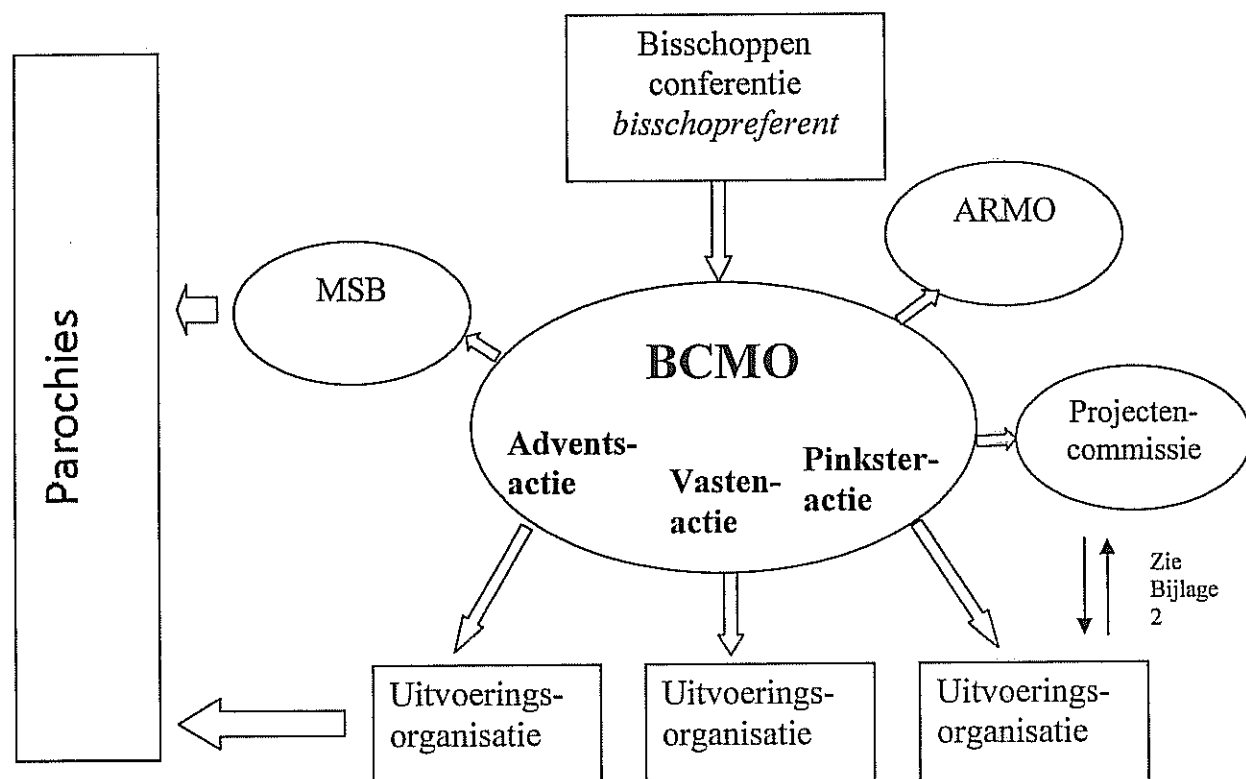 Bisschoppen
conferentie
bisschopreferent
ARMO
MSB
Parochies
BCMO
Advents-
actie
Vasten-
actie
Pinkster-
actie
Projecten-
commissie
Zie
Bijlage
2
Uitvoerings-
organisatie
Uitvoerings-
organisatie
Uitvoerings-
organisatie